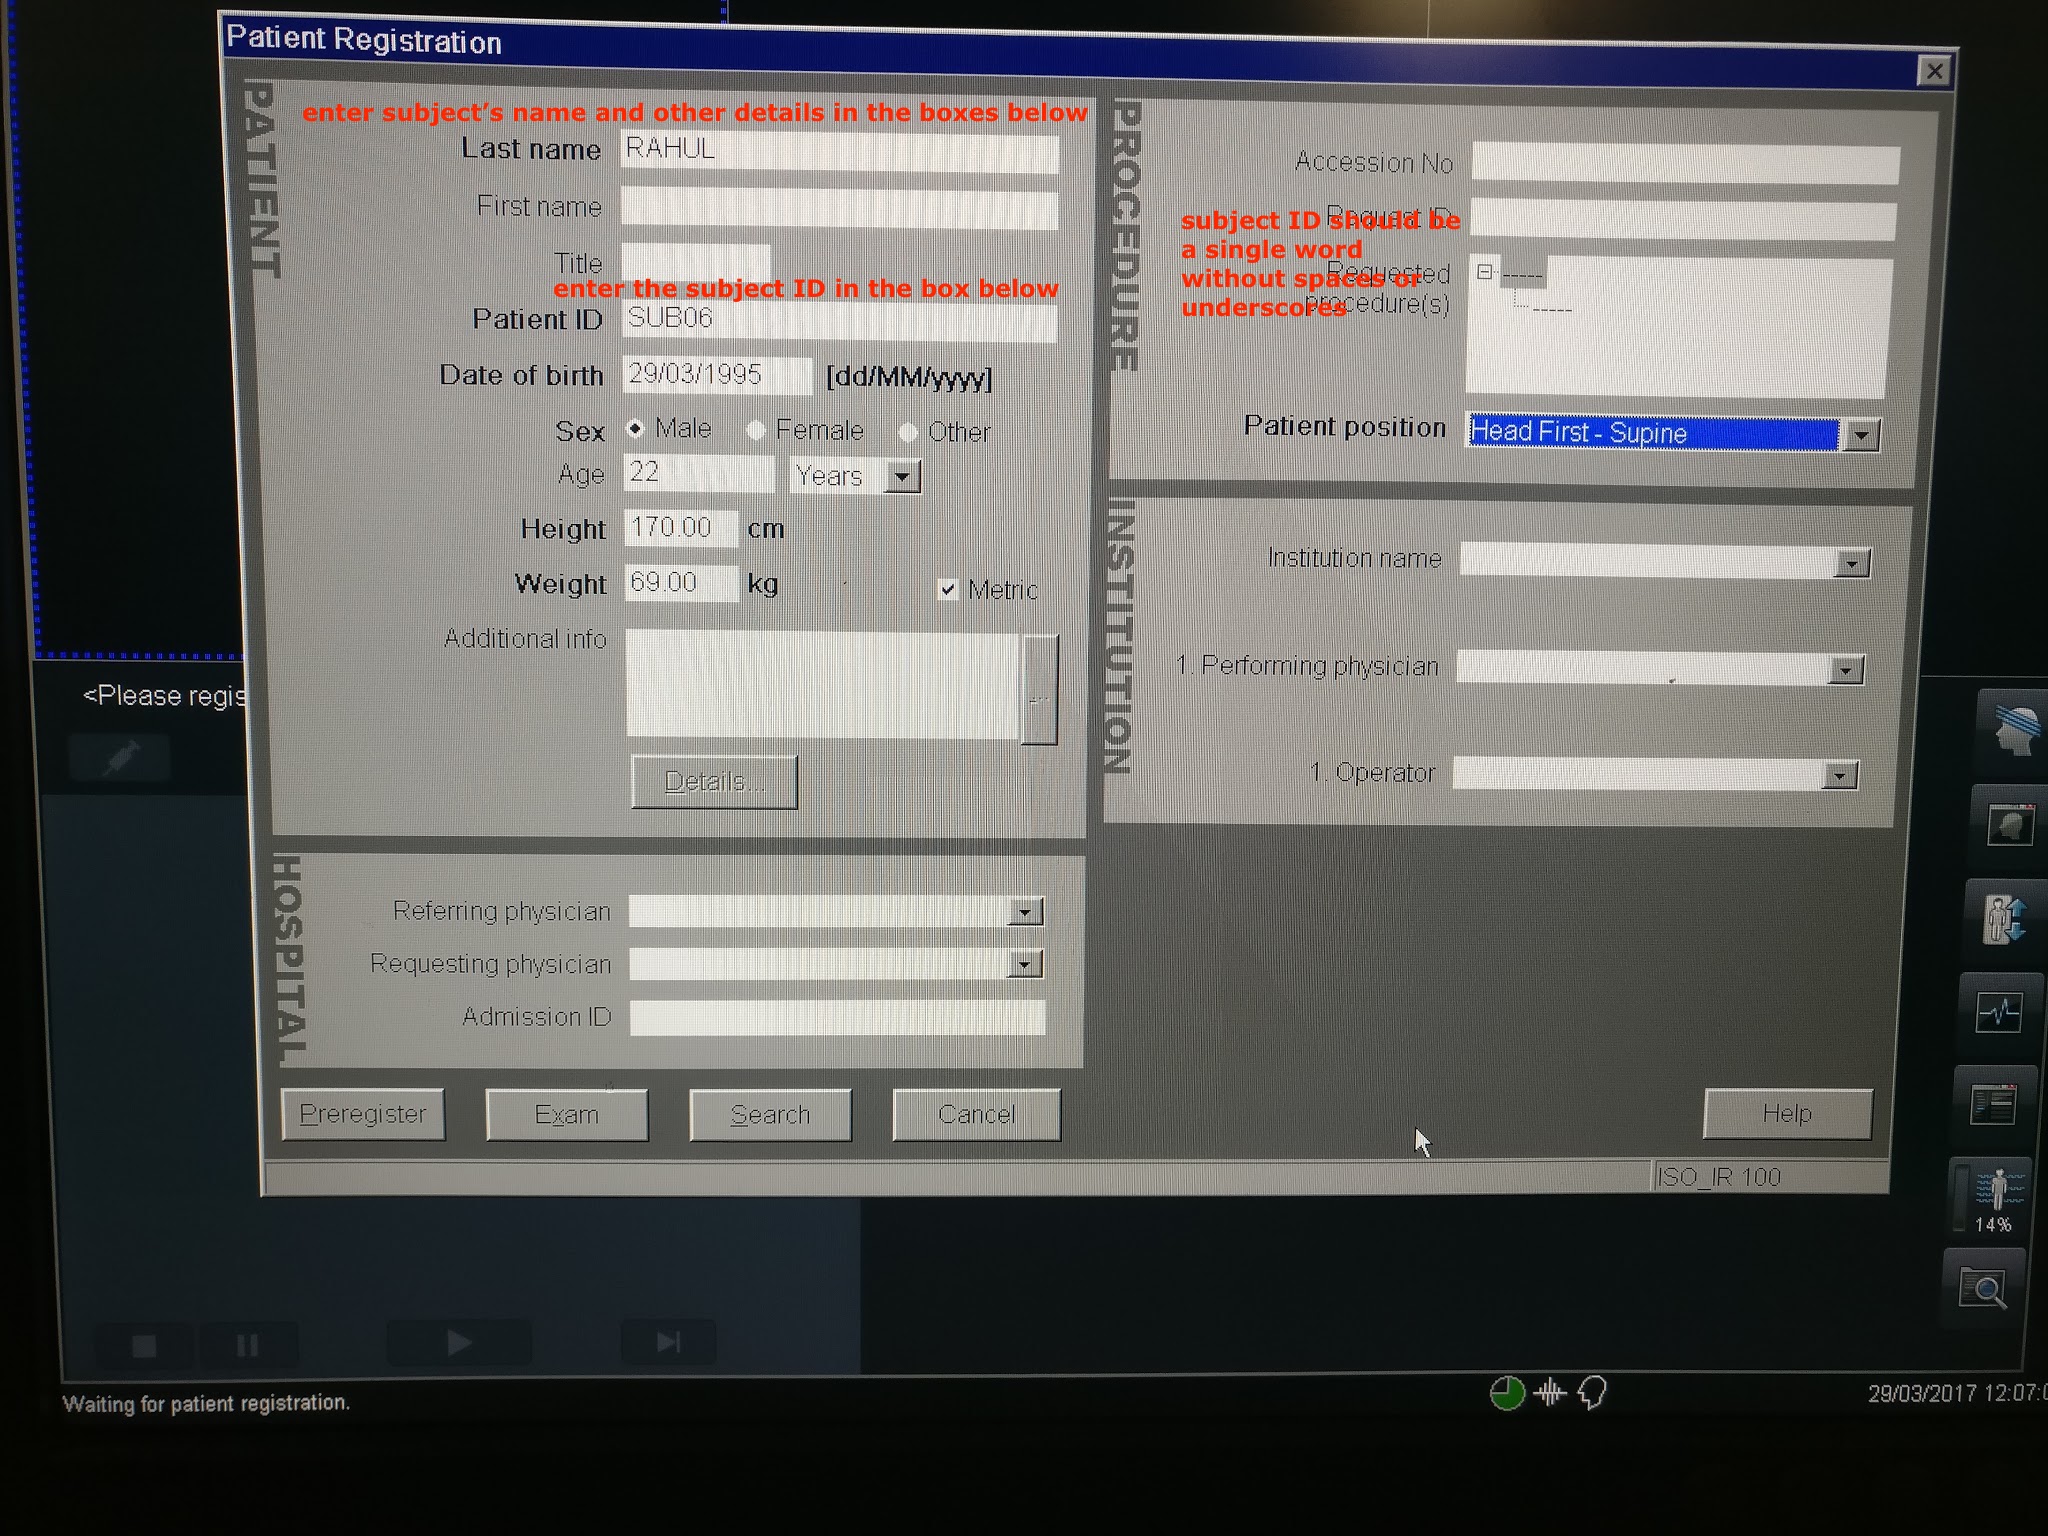 Patient Registration
PATIENT
enter subject’s name and other details in the boxes below
Last name RAHUL
First name
Title
enter the subject ID in the box below
Patient ID SUB06
Date of birth 29/03/1995 [dd/MM/yyyy]
Sex Male Female Other
Age 22 Years
Height 170.00 cm
Weight 69.00 kg Metric
Additional info
...
Details...
HOSPITAL
Referring physician
Requesting physician
Admission ID
Preregister Exam Search Cancel
PROCEDURE
Accession No
Request ID
subject ID should be
a single word
without spaces or
underscores
Requested
procedure(s)
-----
-----
Patient position Head First - Supine
INSTITUTION
Institution name
1. Performing physician
1. Operator
Help
ISO_IR 100
<Please regis
14%
Waiting for patient registration.
29/03/2017 12:07:0